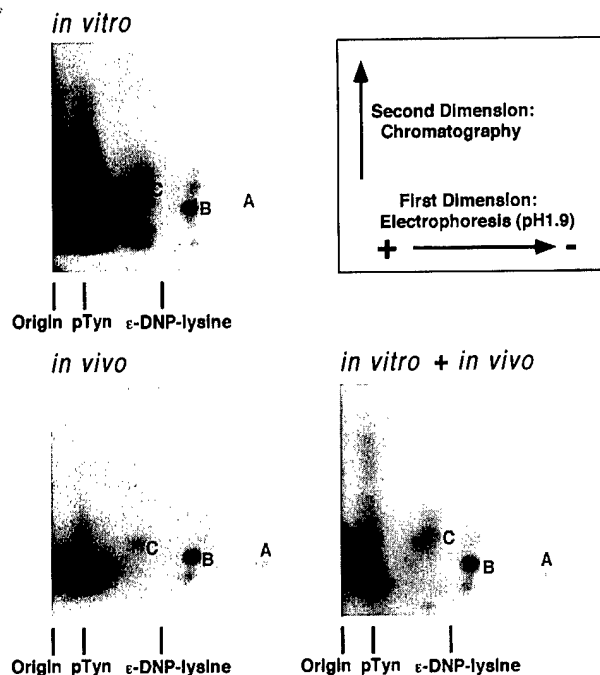 in vitro
C
B
A
Origin pTyn ε-DNP-lysine
Second Dimension:
Chromatography
First Dimension:
Electrophoresis (pH1.9)
+ -
in vivo
C
B
A
Origin pTyn ε-DNP-lysine
in vitro + in vivo
C
B
A
Origin pTyn ε-DNP-lysine